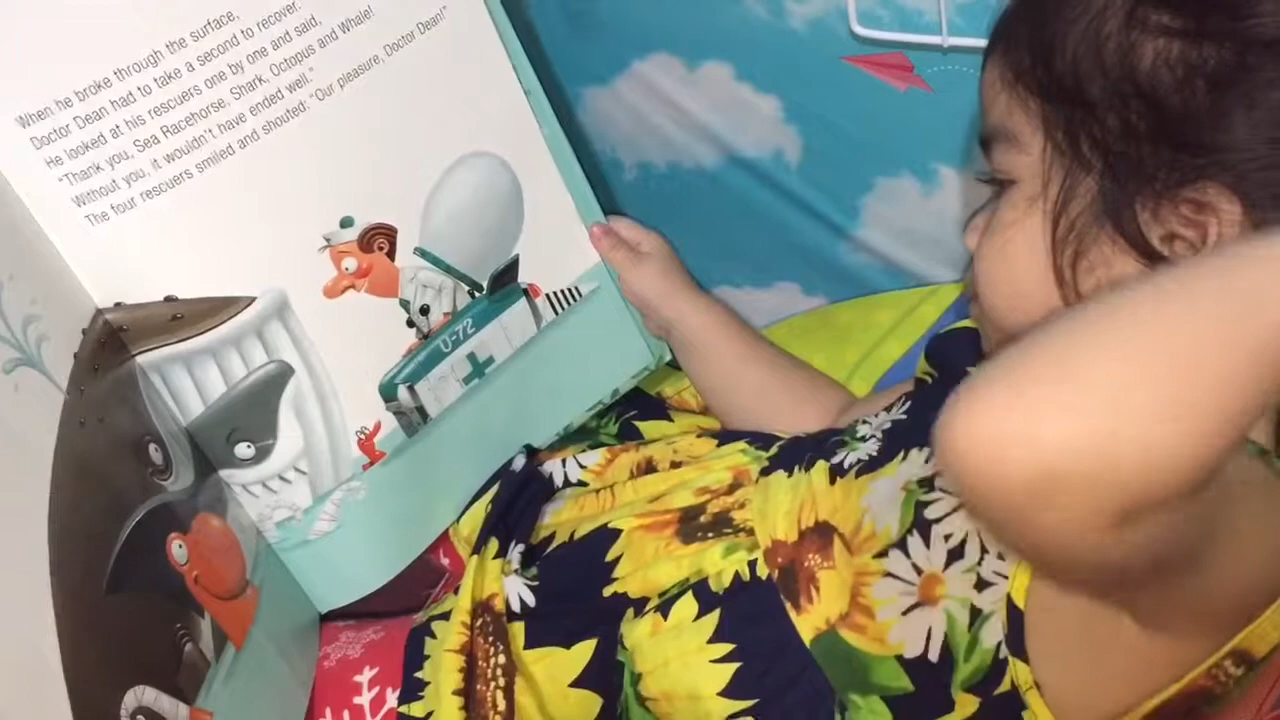 When he broke through the surface,
Doctor Dean had to take a second to recover.
He looked at his rescuers one by one and said,
"Thank you, Sea Racehorse, Shark, Octopus and Whale!
Without you, it wouldn't have ended well."
The four rescuers smiled and shouted: "Our pleasure, Doctor Dean!"
U-72